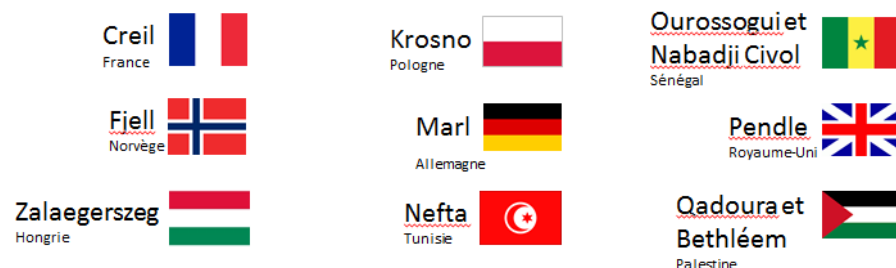 Creil
France
Krosno
Pologne
Ourossogui et
Nabadji Civol
Sénégal
Fjell
Norvège
Marl
Allemagne
Pendle
Royaume-Uni
Zalaegerszeg
Hongrie
Nefta
Tunisie
Qadoura et
Bethléem
Palestine